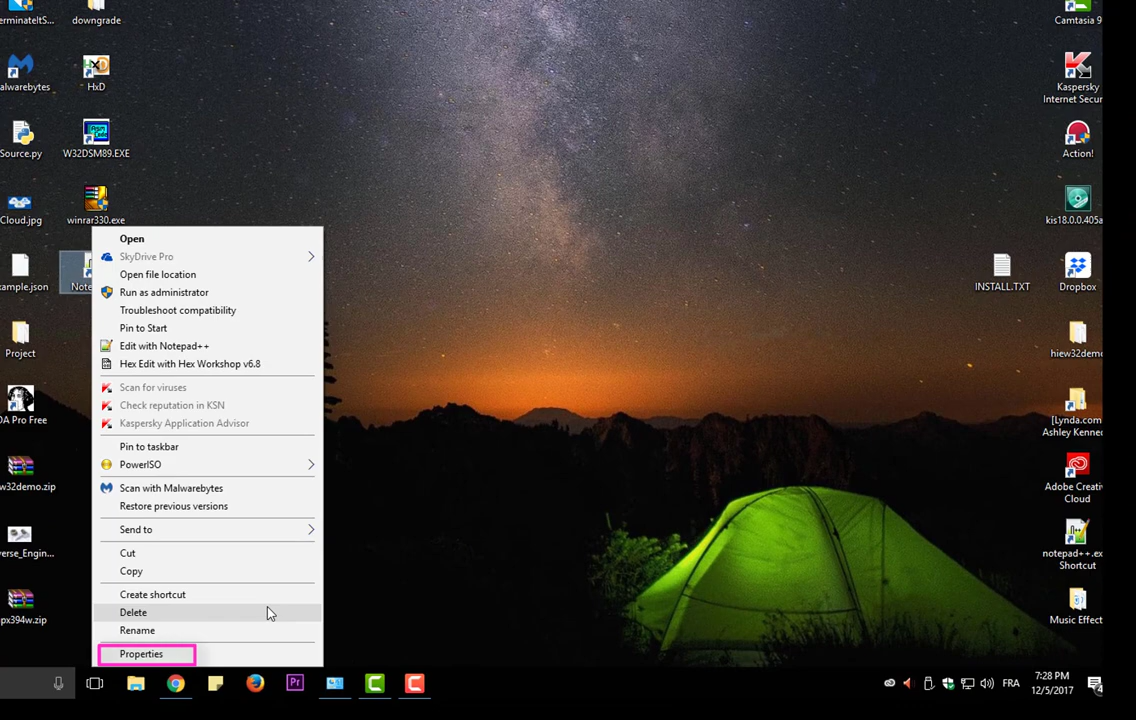 erminateItS...
downgrade
Camtasia 9
alwarebytes
HxD
Kaspersky
Internet Secur
Source.py
W32DSM89.EXE
Action!
Cloud.jpg
winrar330.exe
kis18.0.0.405a
ample.json
Note
INSTALL.TXT
Dropbox
Project
hiew32demo
DA Pro Free
[Lynda.com
Ashley Kenned
w32demo.zip
Adobe Creati
Cloud
verse_Engin...
notepad++.ex
Shortcut
px394w.zip
Music Effect
Open
SkyDrive Pro
Open file location
Run as administrator
Troubleshoot compatibility
Pin to Start
Edit with Notepad++
Hex Edit with Hex Workshop v6.8
Scan for viruses
Check reputation in KSN
Kaspersky Application Advisor
Pin to taskbar
PowerISO
Scan with Malwarebytes
Restore previous versions
Send to
Cut
Copy
Create shortcut
Delete
Rename
Properties
Pr
FRA
7:28 PM
12/5/2017
4